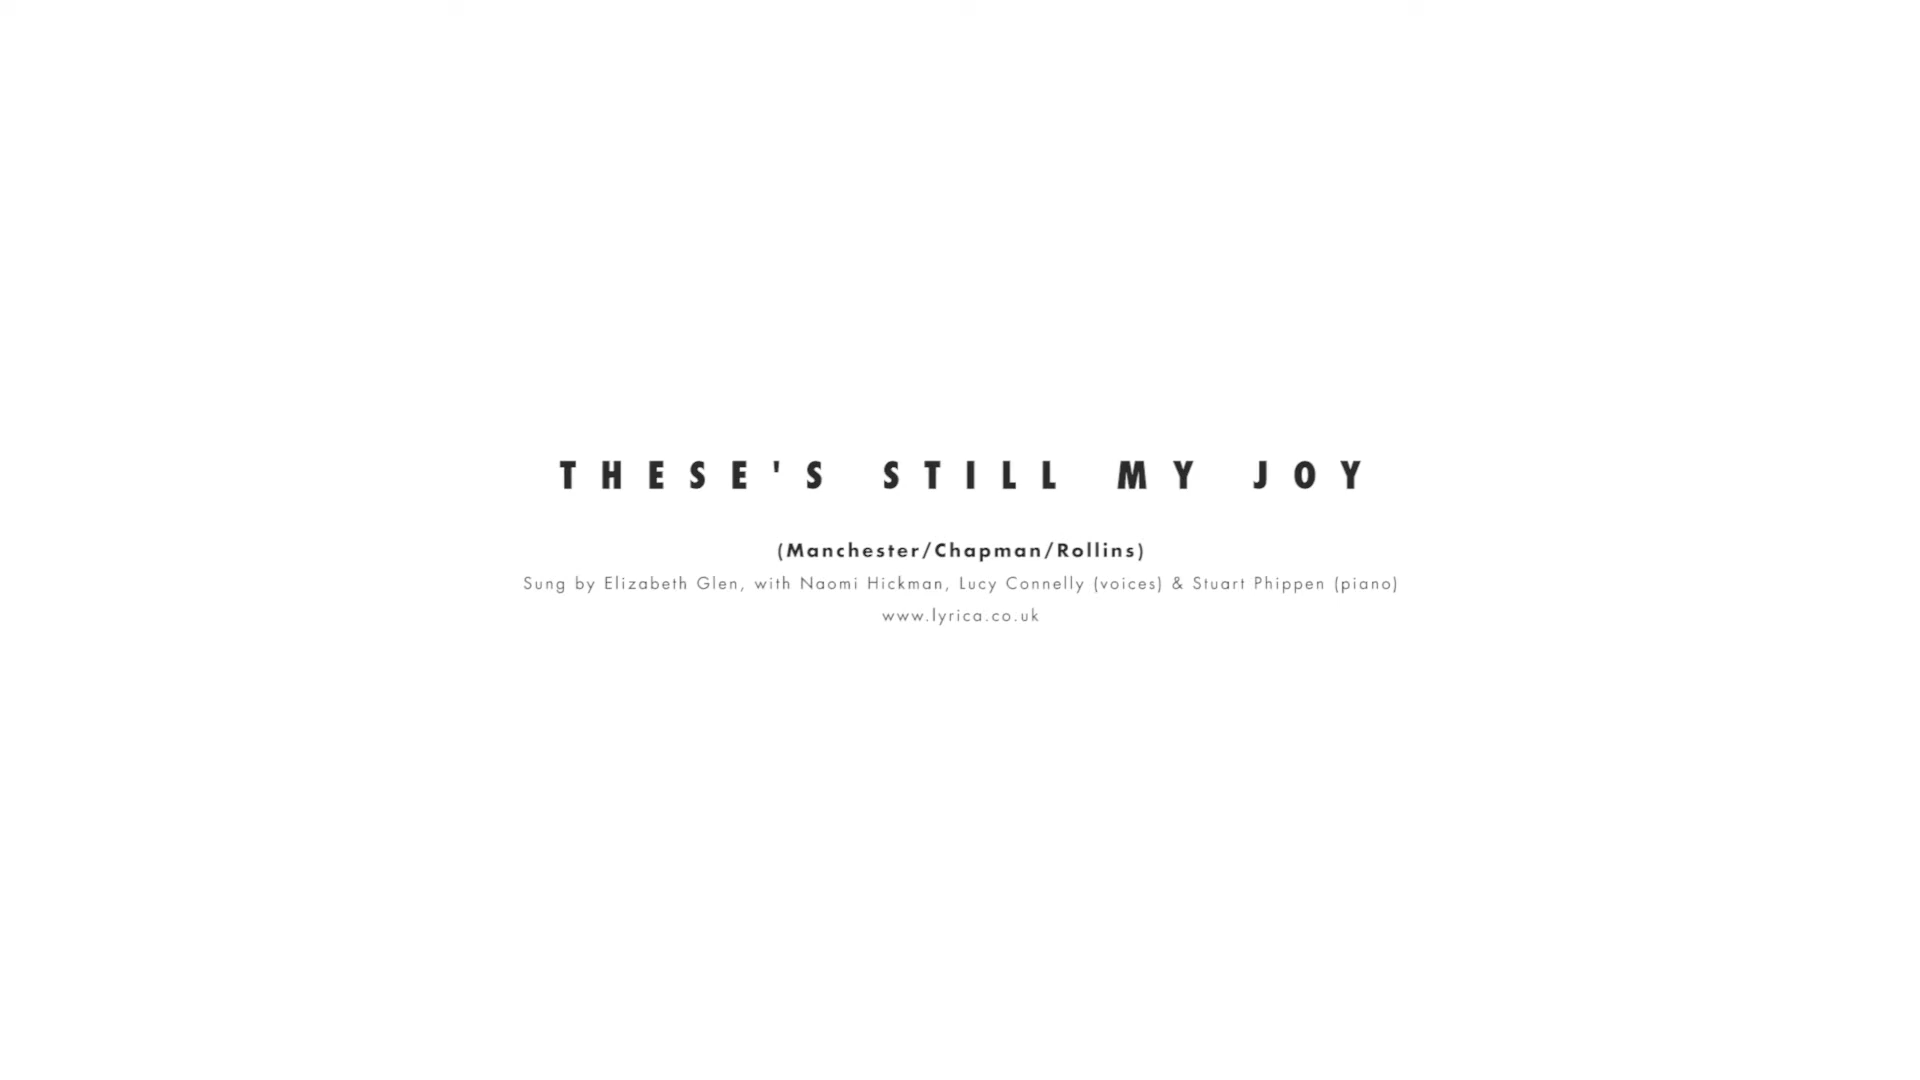 THESE'S STILL MY JOY
(Manchester/Chapman/Rollins)
Sung by Elizabeth Glen, with Naomi Hickman, Lucy Connelly (voices) & Stuart Phippen (piano)
www.lyrica.co.uk